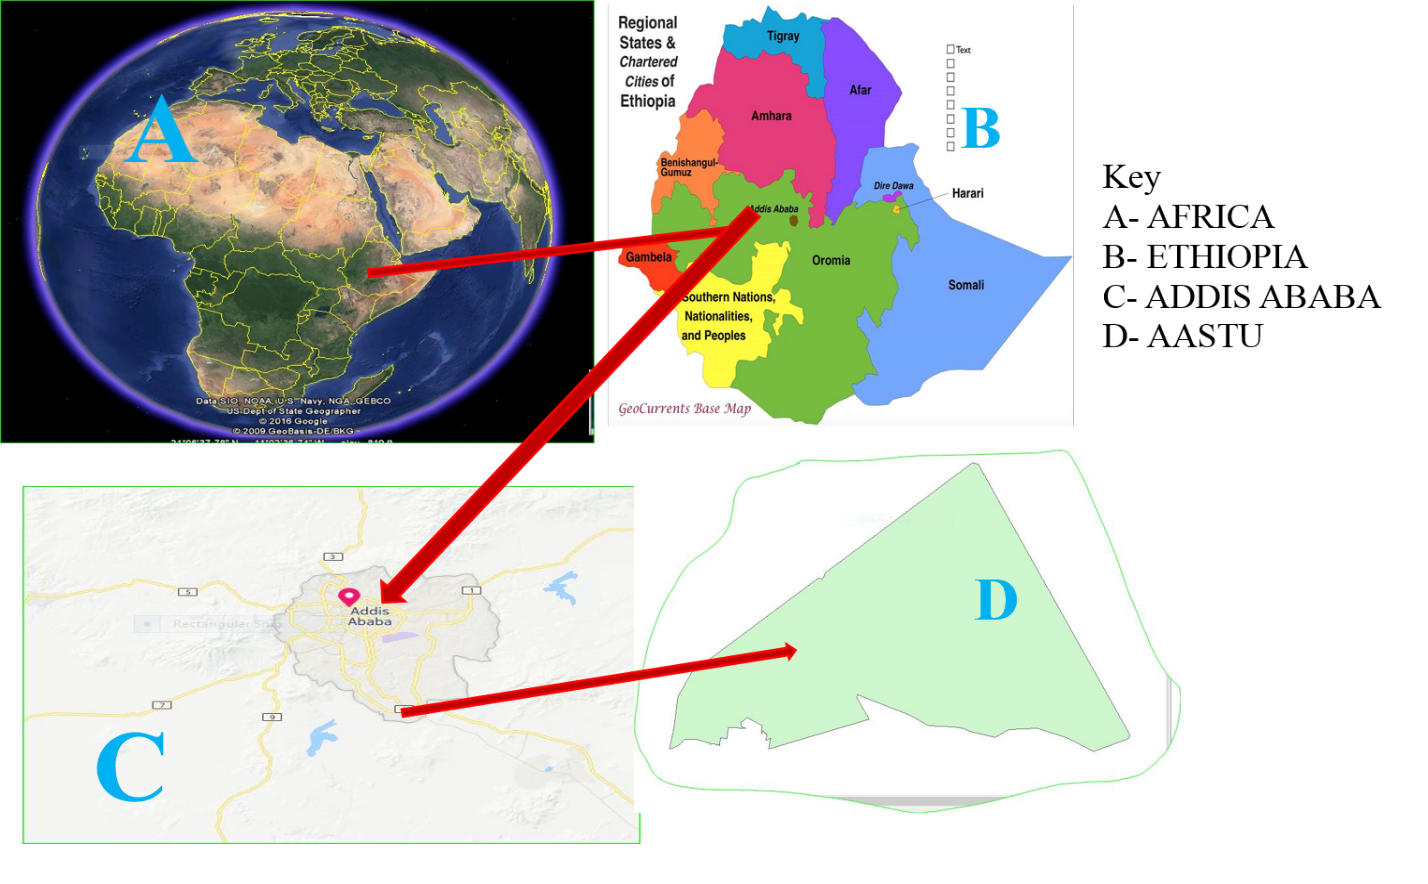 A
Data SIO, NOAA, U.S. Navy, NGA, GEBCO
US Dept of State Geographer
© 2016 Google
© 2009 GeoBasis-DE/BKG
Regional
States &
Chartered
Cities of
Ethiopia
Tigray
Text
Afar
Amhara
B
Benishangul-
Gumuz
Dire Dawa
Harari
Addis Ababa
Gambela
Oromia
Somali
Southern Nations,
Nationalities,
and Peoples
GeoCurrents Base Map
Key
A- AFRICA
B- ETHIOPIA
C- ADDIS ABABA
D- AASTU
3
5
1
Addis
Ababa
Rectangular Snip
7
9
C
D